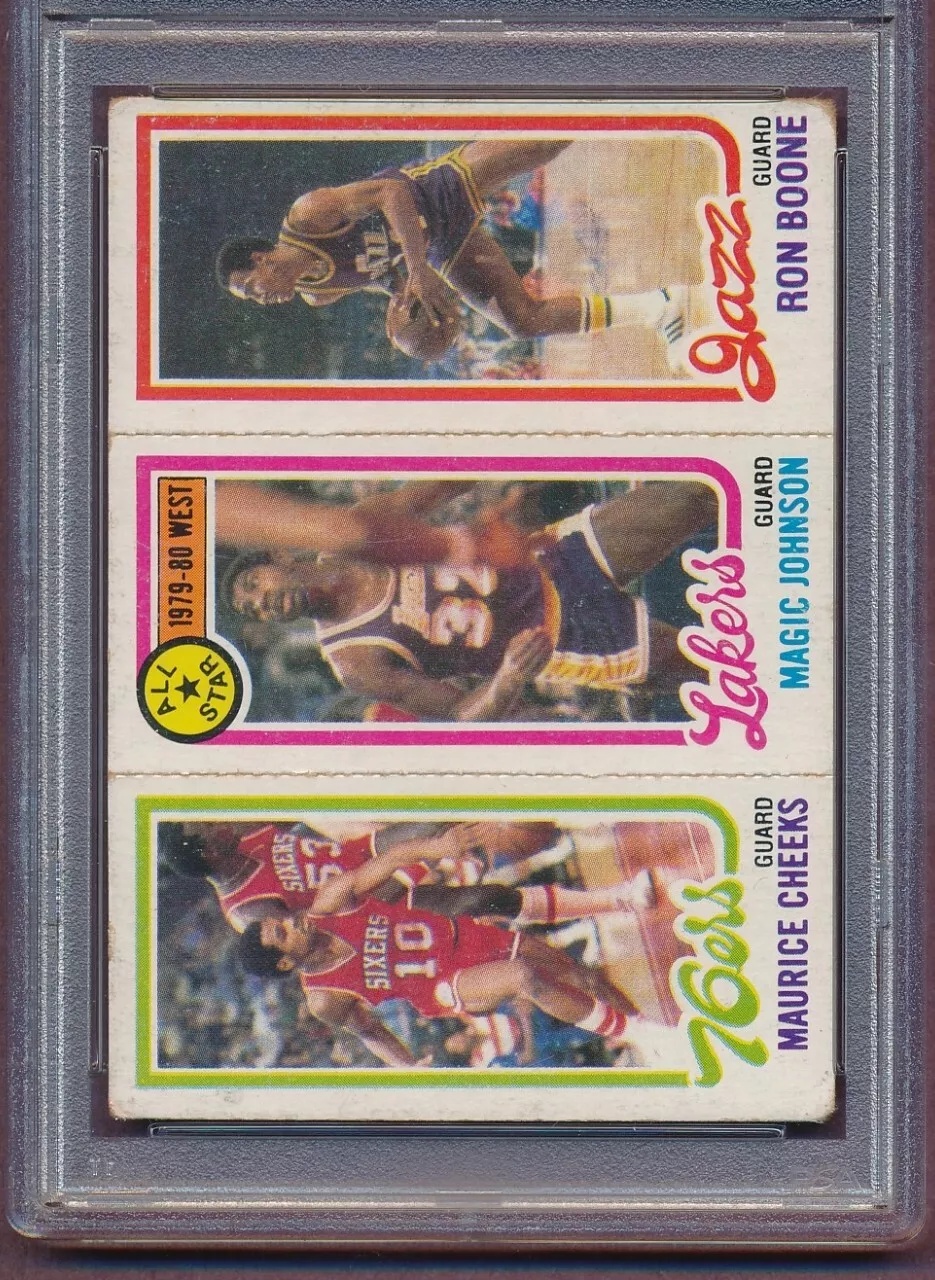 JAZZ
Jazz
GUARD
RON BOONE
1979-80 WEST
ALL
STAR
32
Lakers
GUARD
MAGIC JOHNSON
SIXERS
53
SIXERS
10
76ers
GUARD
MAURICE CHEEKS